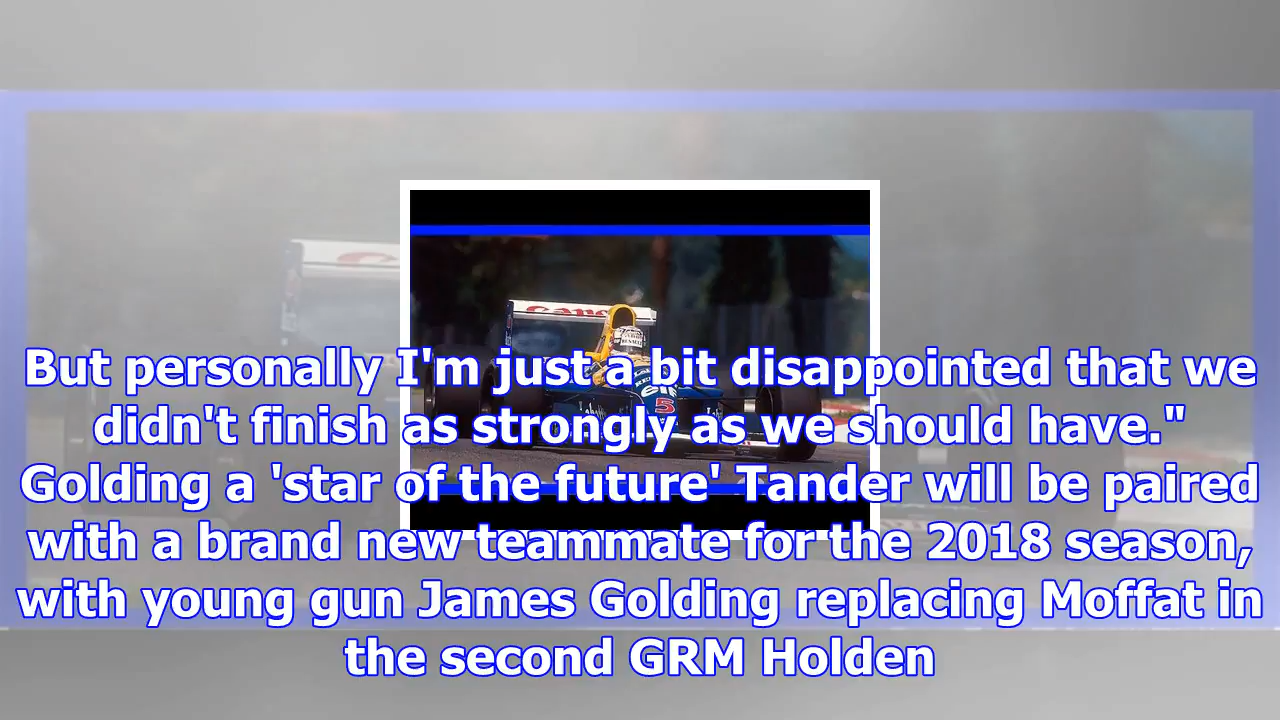 Canon
5
But personally I'm just a bit disappointed that we
didn't finish as strongly as we should have."
Golding a 'star of the future' Tander will be paired
with a brand new teammate for the 2018 season,
with young gun James Golding replacing Moffat in
the second GRM Holden